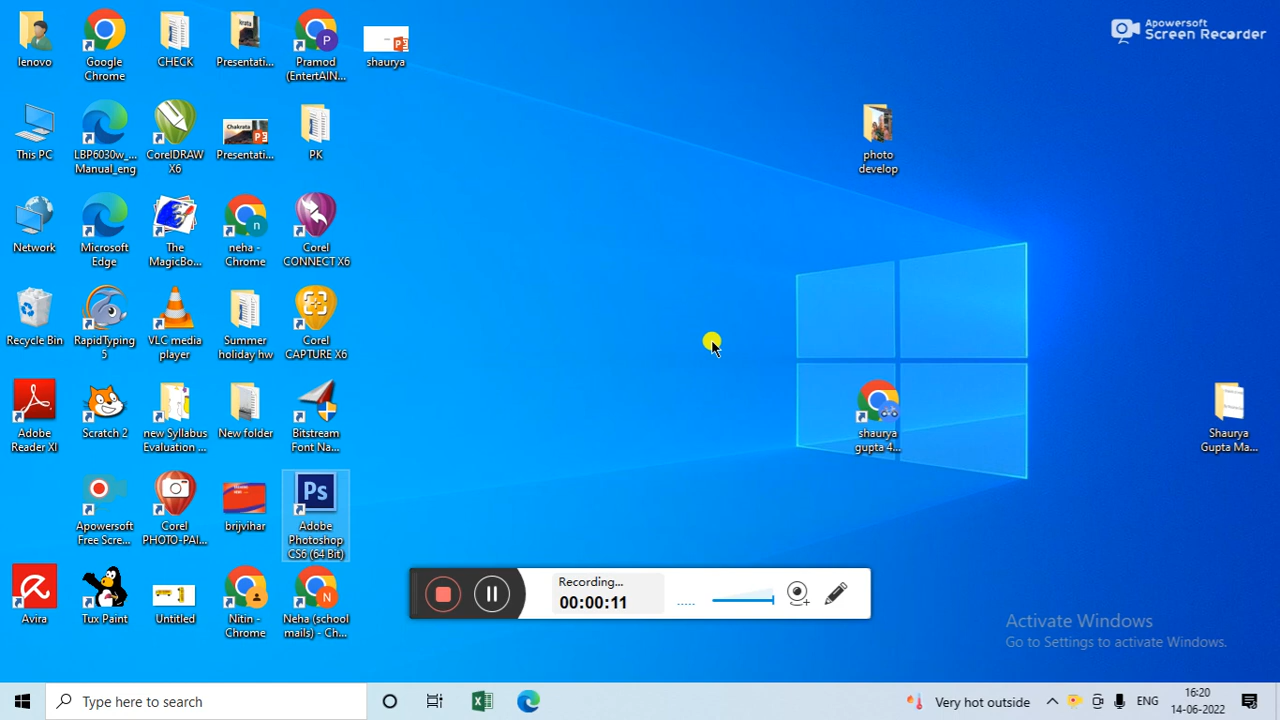 lenovo
Google
Chrome
CHECK
Presentati...
Pramod
(EntertAIN...
shaurya
Apowersoft
Screen Recorder
This PC
LBP6030w_...
Manual_eng
CorelDRAW
X6
Chakrata
Presentati...
PK
photo
develop
Network
Microsoft
Edge
The
MagicBo...
neha -
Chrome
Corel
CONNECT X6
Recycle Bin
RapidTyping
5
VLC media
player
Summer
holiday hw
Corel
CAPTURE X6
Adobe
Reader XI
Scratch 2
new Syllabus
Evaluation ...
New folder
Bitstream
Font Na...
shaurya
gupta 4...
Shaurya
Gupta Ma...
Apowersoft
Free Scre...
Corel
PHOTO-PAI...
brijvihar
Ps
Adobe
Photoshop
CS6 (64 Bit)
Recording...
00:00:11
Avira
Tux Paint
Untitled
Nitin -
Chrome
Neha (school
mails) - Ch...
Activate Windows
Go to Settings to activate Windows.
Type here to search
Very hot outside
ENG
16:20
14-06-2022